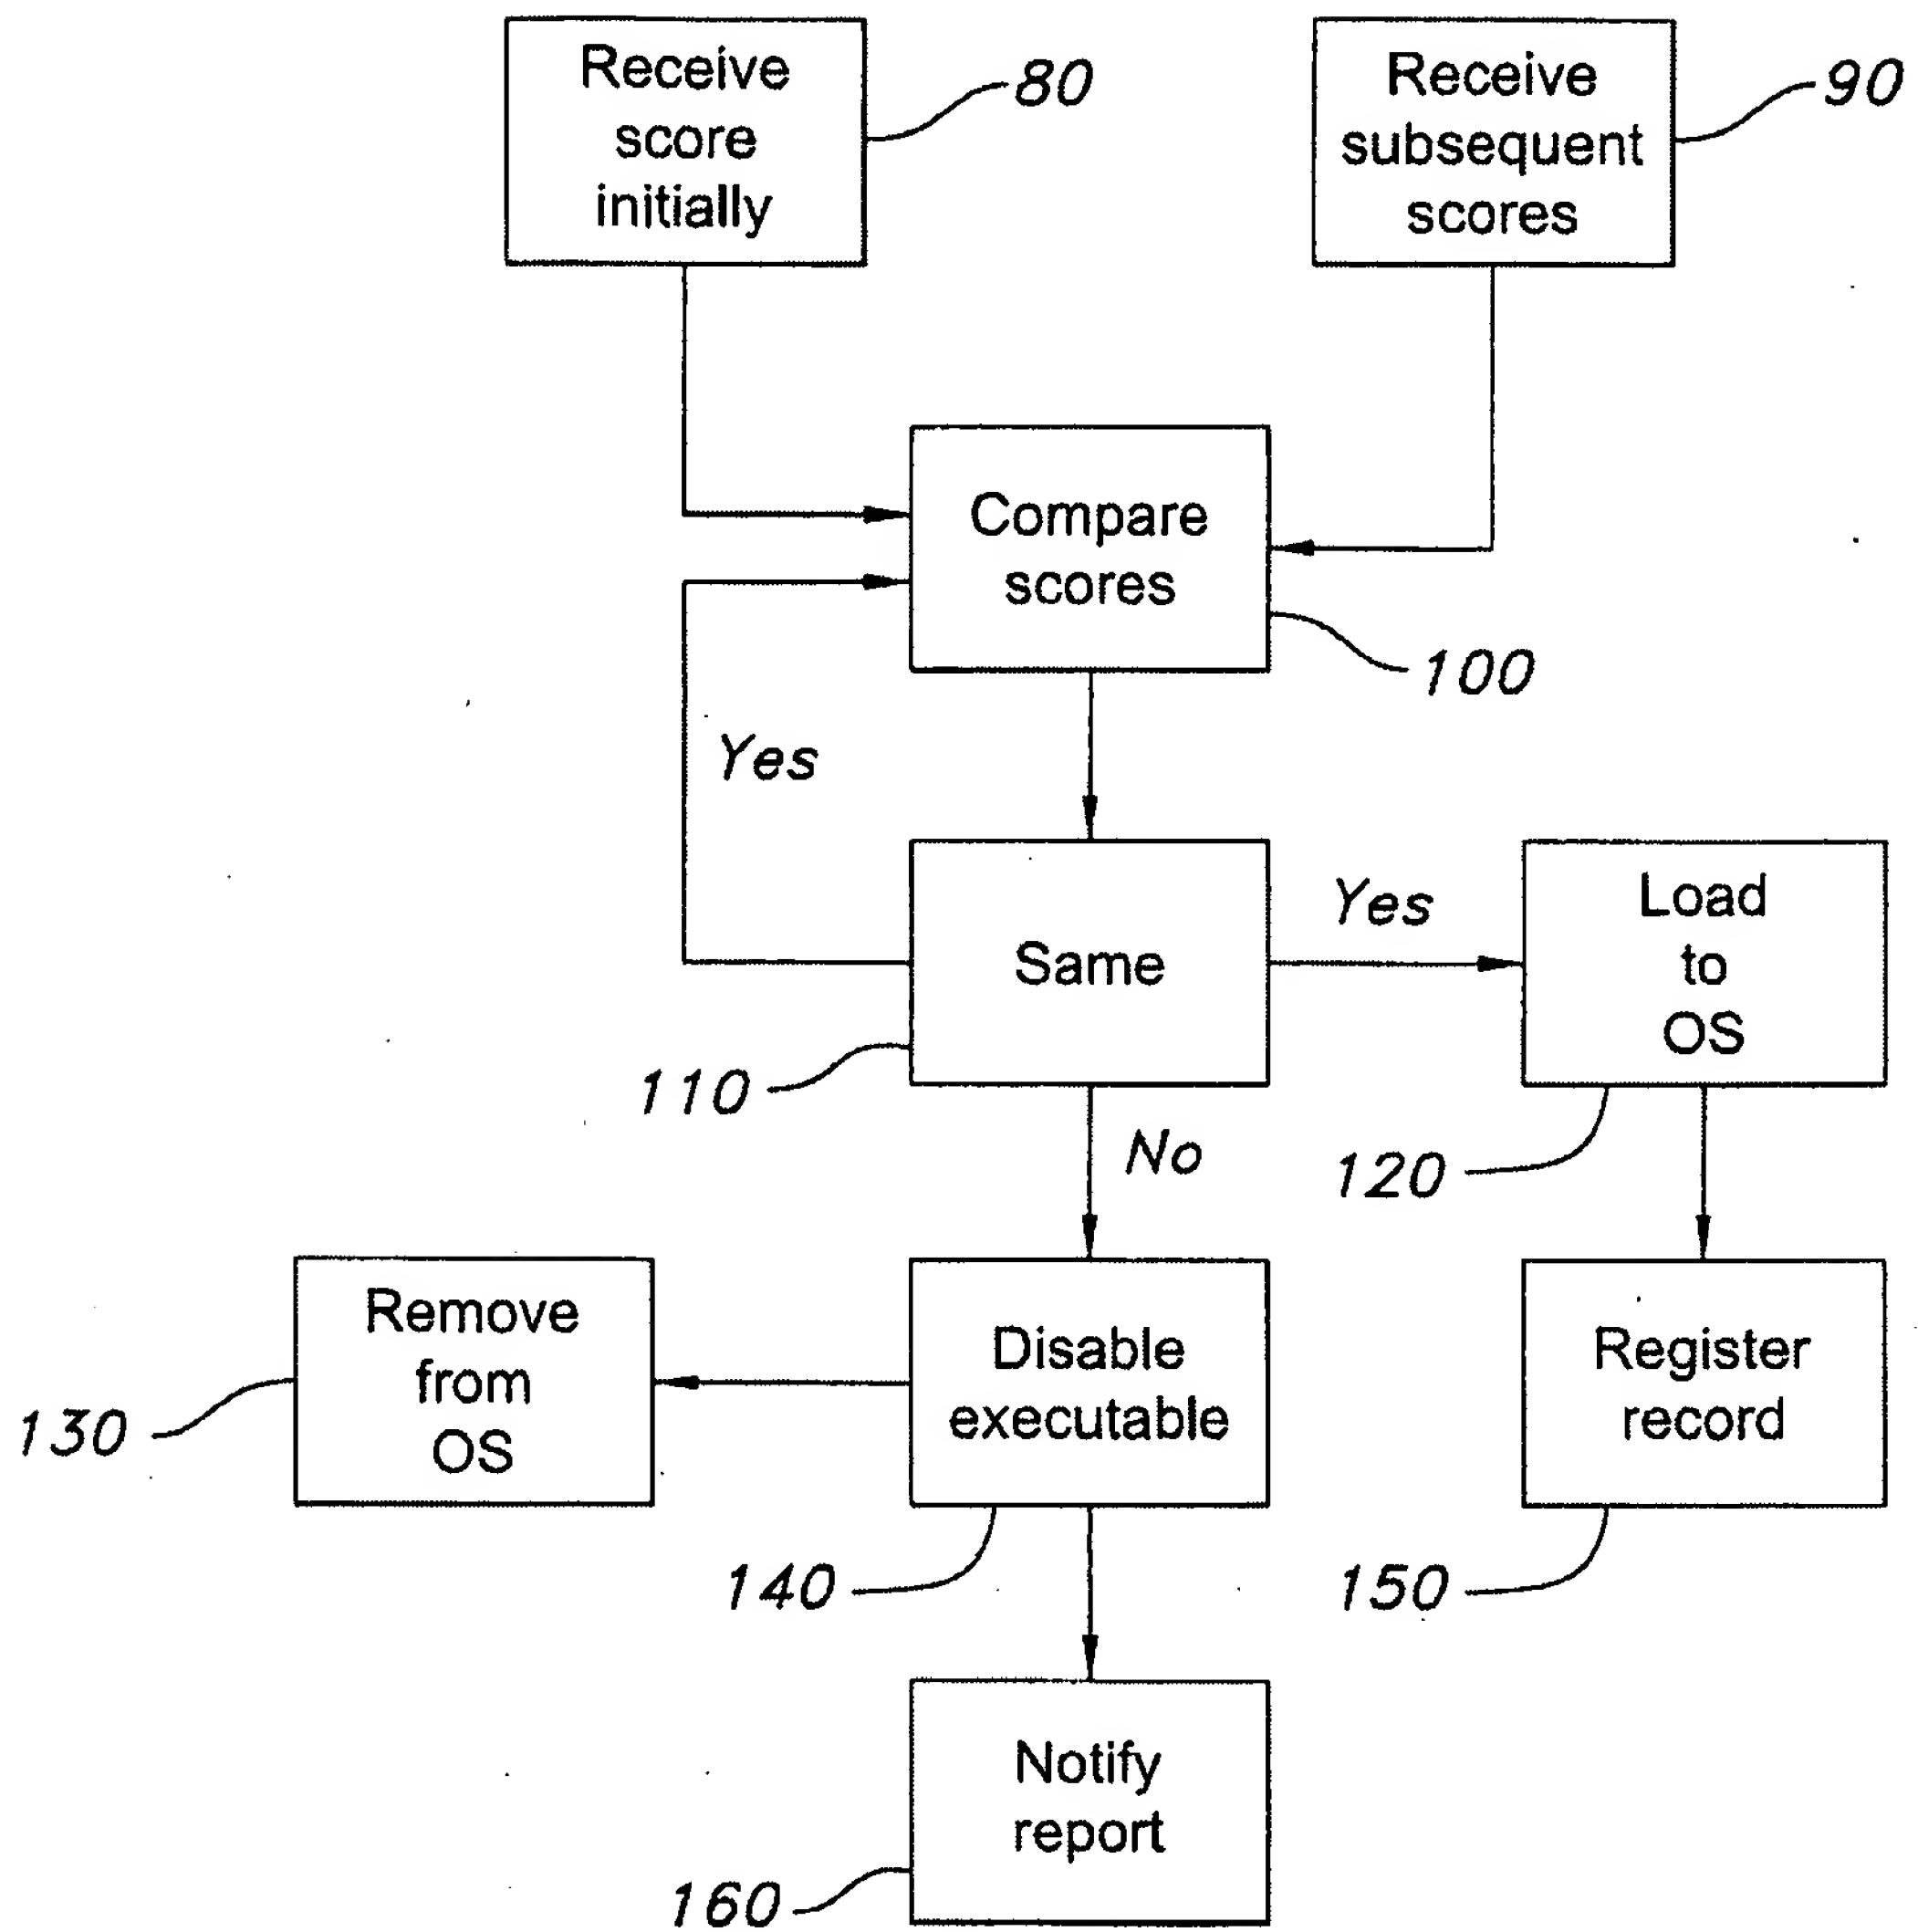 Receive
score
initially
80
Receive
subsequent
scores
90
Compare
scores
100
Yes
Same
110
Yes
Load
to
OS
120
No
Remove
from
OS
130
Disable
executable
140
Register
record
150
Notify
report
160